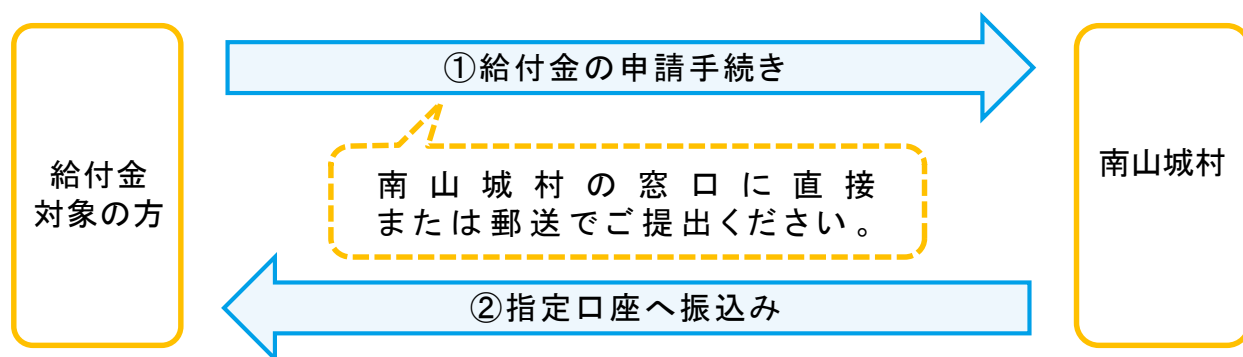 ①給付金の申請手続き
給付金
対象の方
南山城村の窓口に直接
または郵送でご提出ください。
南山城村
②指定口座へ振込み